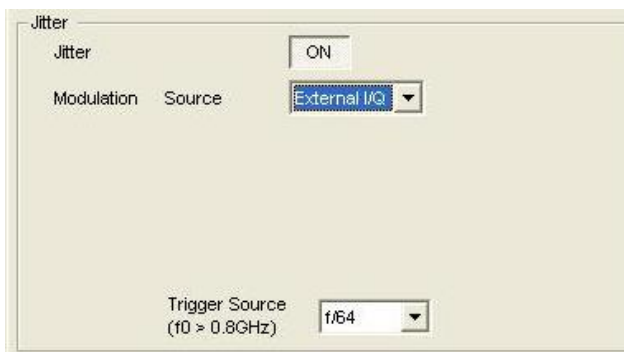 Jitter
Jitter ON
Modulation Source External I/Q
Trigger Source
(f0 > 0.8GHz) f/64